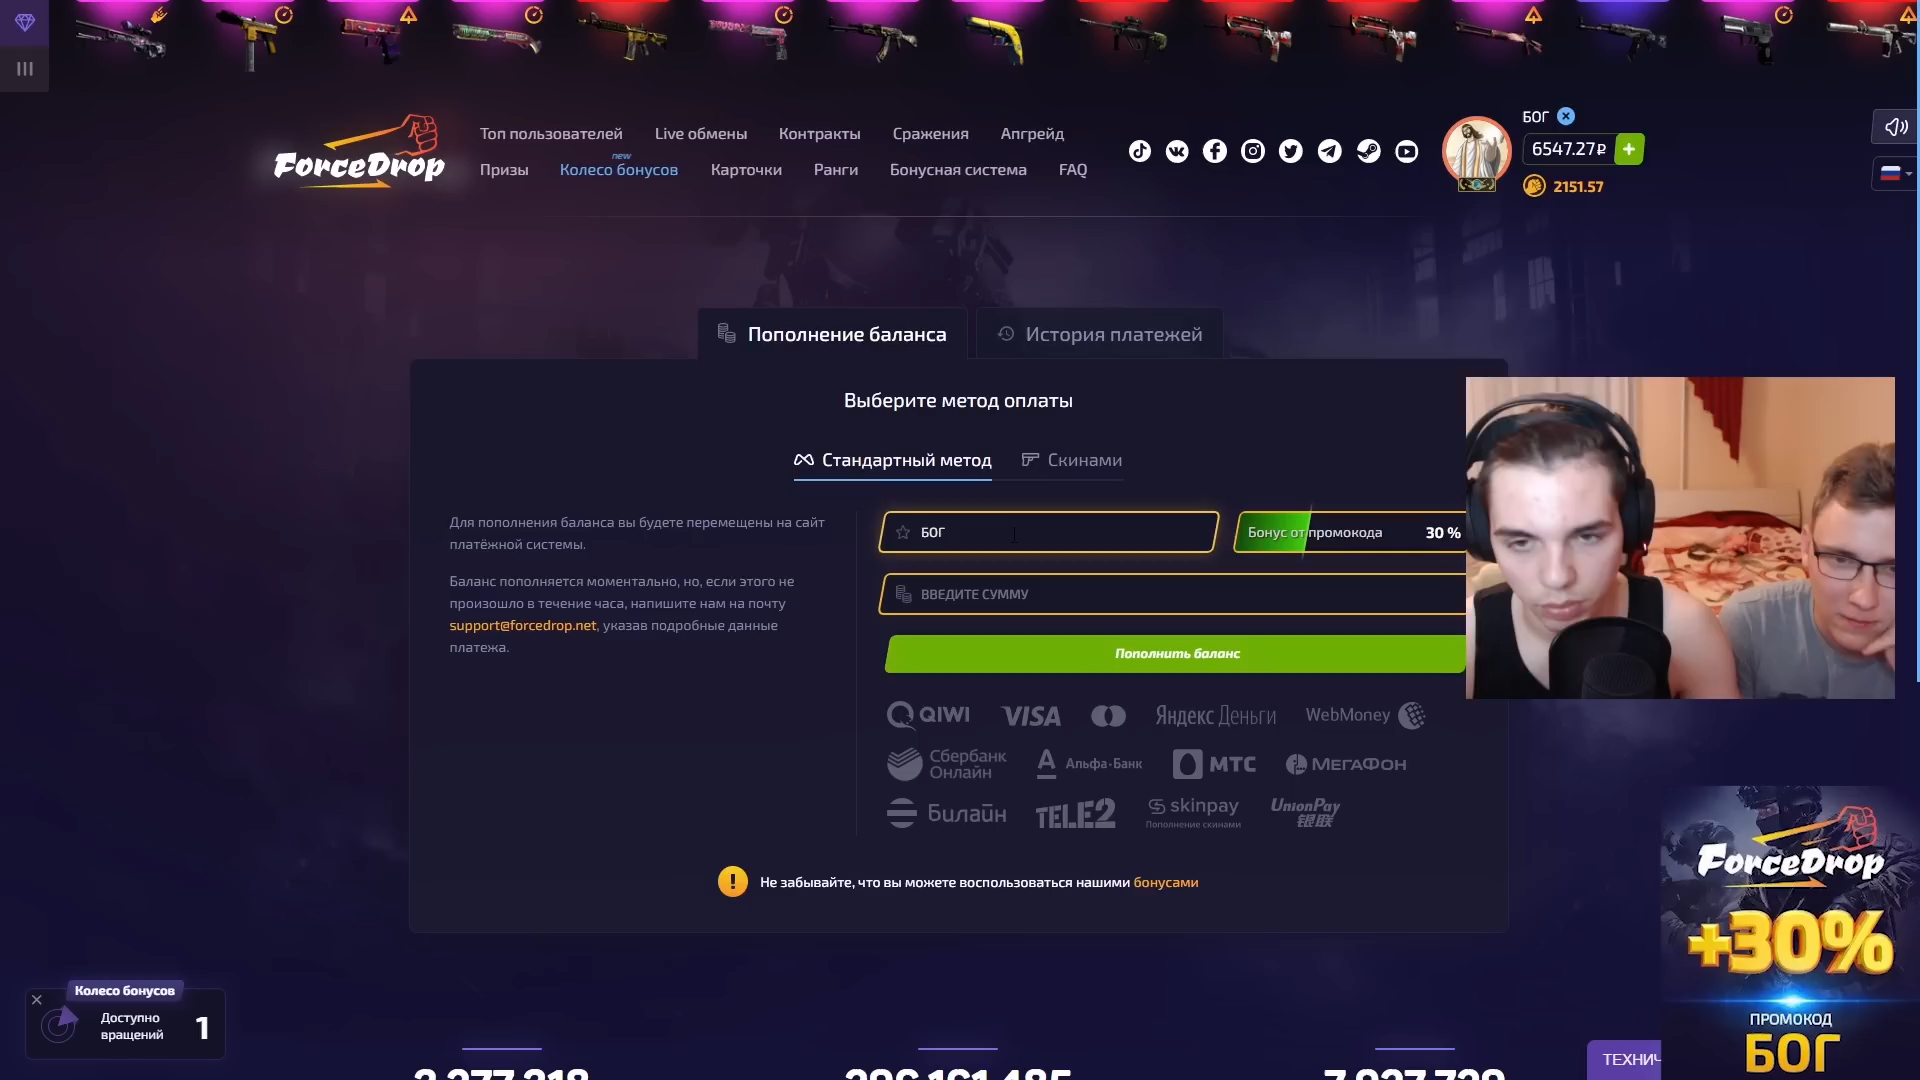 ForceDrop
Топ пользователей
Live обмены
Контракты
Сражения
Апгрейд
Призы
new
Колесо бонусов
Карточки
Ранги
Бонусная система
FAQ
БОГ
6547.27₽
+
2151.57
Пополнение баланса
История платежей
Выберите метод оплаты
Стандартный метод
Скинами
Для пополнения баланса вы будете перемещены на сайт
платёжной системы.
Баланс пополняется моментально, но, если этого не
произошло в течение часа, напишите нам на почту
support@forcedrop.net, указав подробные данные
платежа.
БОГ
Бонус от промокода 30 %
ВВЕДИТЕ СУММУ
Пополнить баланс
QIWI
VISA
Яндекс Деньги
WebMoney
Сбербанк
Онлайн
Альфа·Банк
МТС
МЕГАФОН
Билайн
TELE2
skinpay
Пополнение скинами
UnionPay
银联
! Не забывайте, что вы можете воспользоваться нашими бонусами
Колесо бонусов
Доступно
вращений
1
ForceDrop
+30%
ПРОМОКОД
БОГ